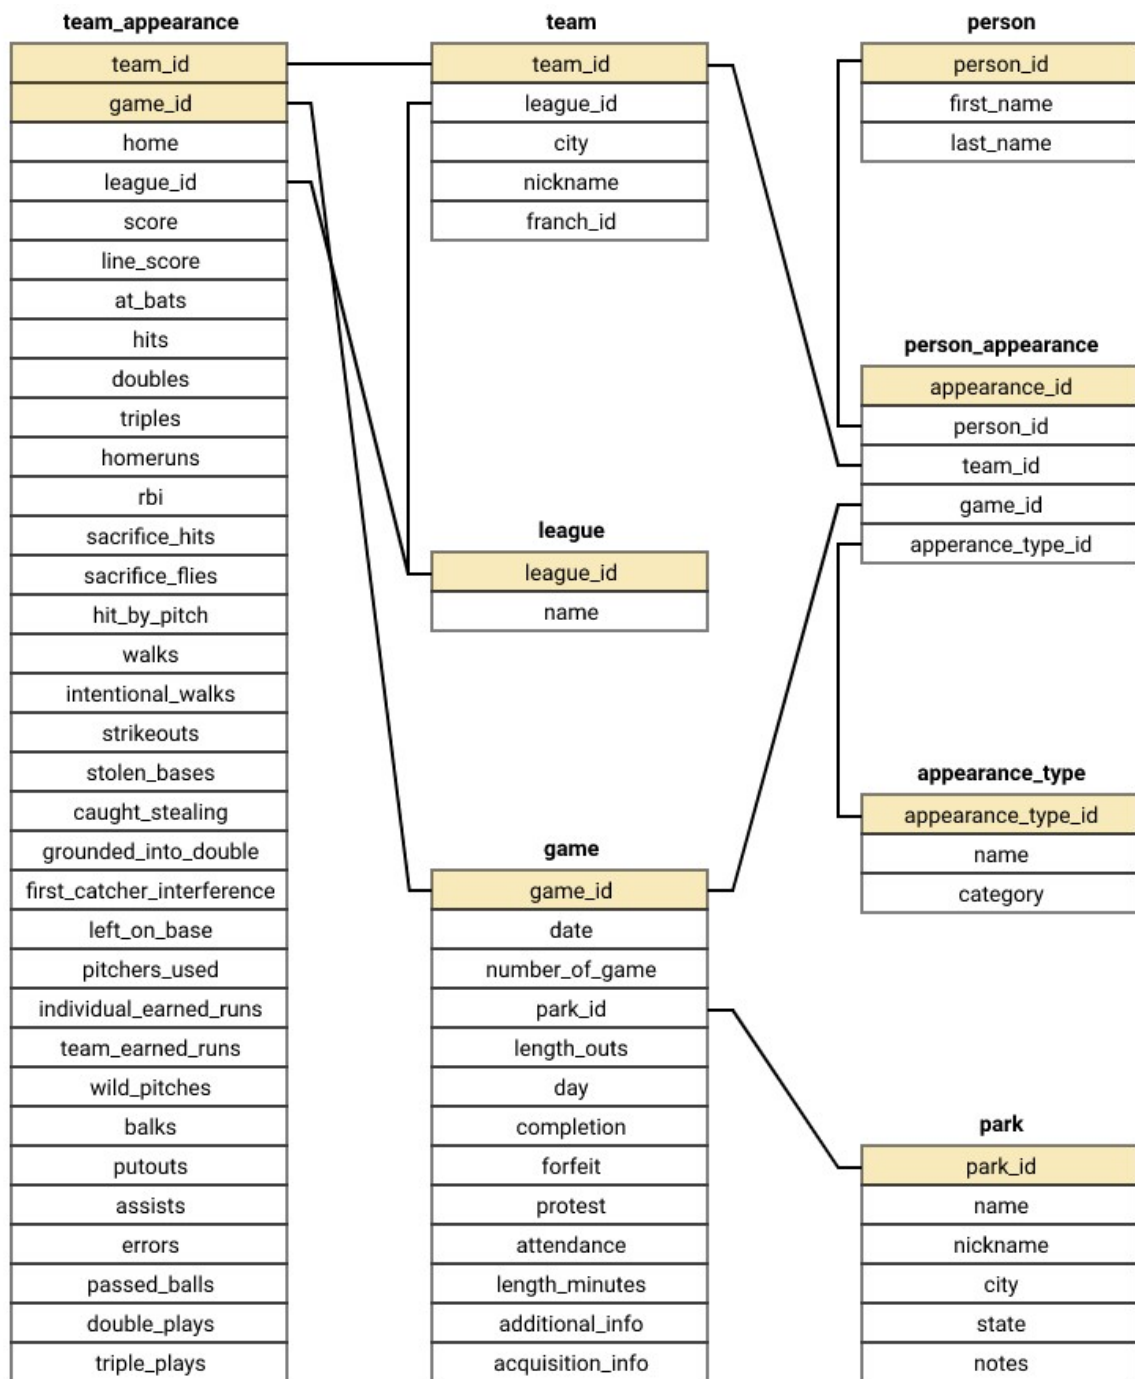 team_appearance
team_id
game_id
home
league_id
score
line_score
at_bats
hits
doubles
triples
homeruns
rbi
sacrifice_hits
sacrifice_flies
hit_by_pitch
walks
intentional_walks
strikeouts
stolen_bases
caught_stealing
grounded_into_double
first_catcher_interference
left_on_base
pitchers_used
individual_earned_runs
team_earned_runs
wild_pitches
balks
putouts
assists
errors
passed_balls
double_plays
triple_plays
team
team_id
league_id
city
nickname
franch_id
league
league_id
name
game
game_id
date
number_of_game
park_id
length_outs
day
completion
forfeit
protest
attendance
length_minutes
additional_info
acquisition_info
person
person_id
first_name
last_name
person_appearance
appearance_id
person_id
team_id
game_id
apperance_type_id
appearance_type
appearance_type_id
name
category
park
park_id
name
nickname
city
state
notes